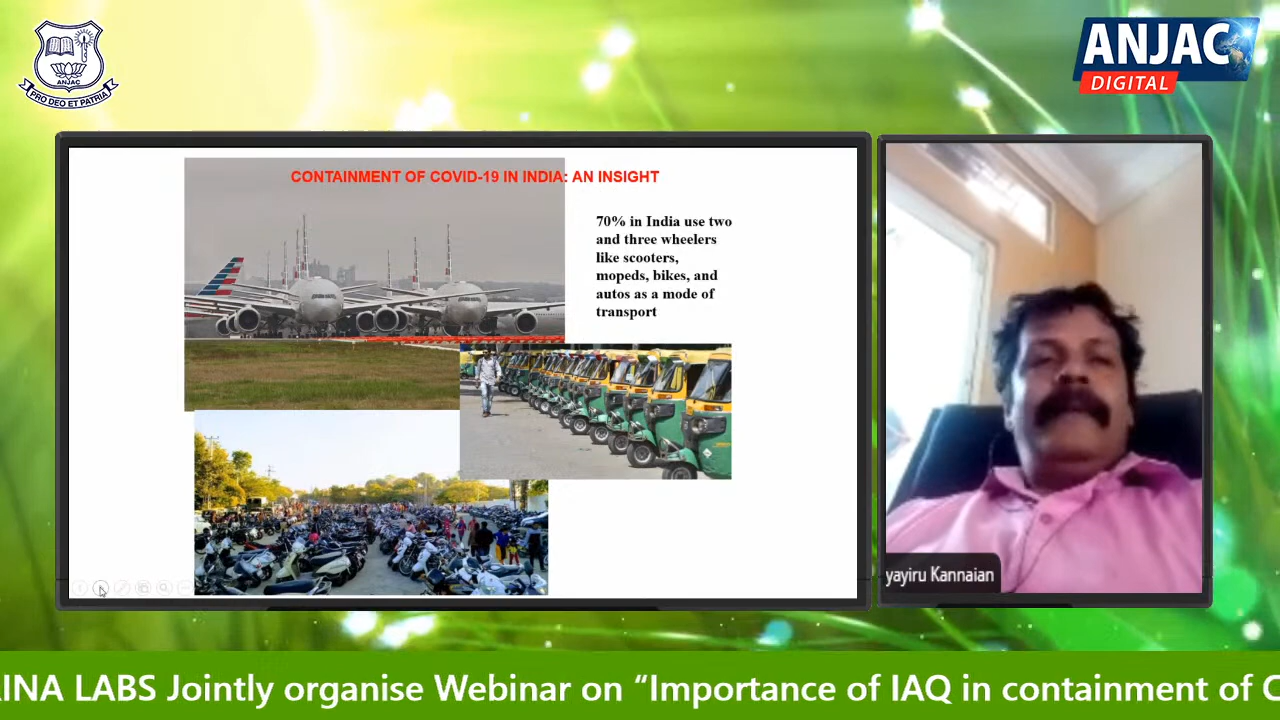 ANJAC
PRO DEO ET PATRIA
ANJAC
DIGITAL
CONTAINMENT OF COVID-19 IN INDIA: AN INSIGHT
70% in India use two
and three wheelers
like scooters,
mopeds, bikes, and
autos as a mode of
transport
yayiru Kannaian
INA LABS Jointly organise Webinar on “Importance of IAQ in containment of C